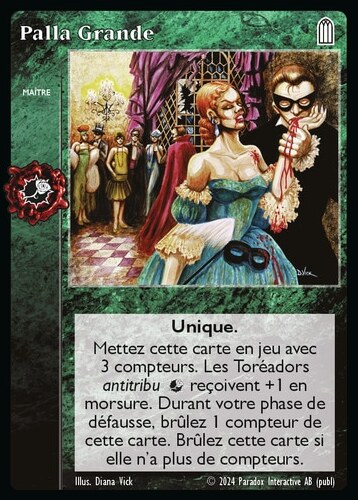 Palla Grande
MAÎTRE
D.VICK
Unique.
Mettez cette carte en jeu avec
3 compteurs. Les Toréadors
antitribu reçoivent +1 en
morsure. Durant votre phase de
défausse, brûlez 1 compteur de
cette carte. Brûlez cette carte si
elle n'a plus de compteurs.
Illus. Diana Vick © 2024 Paradox Interactive AB (publ)